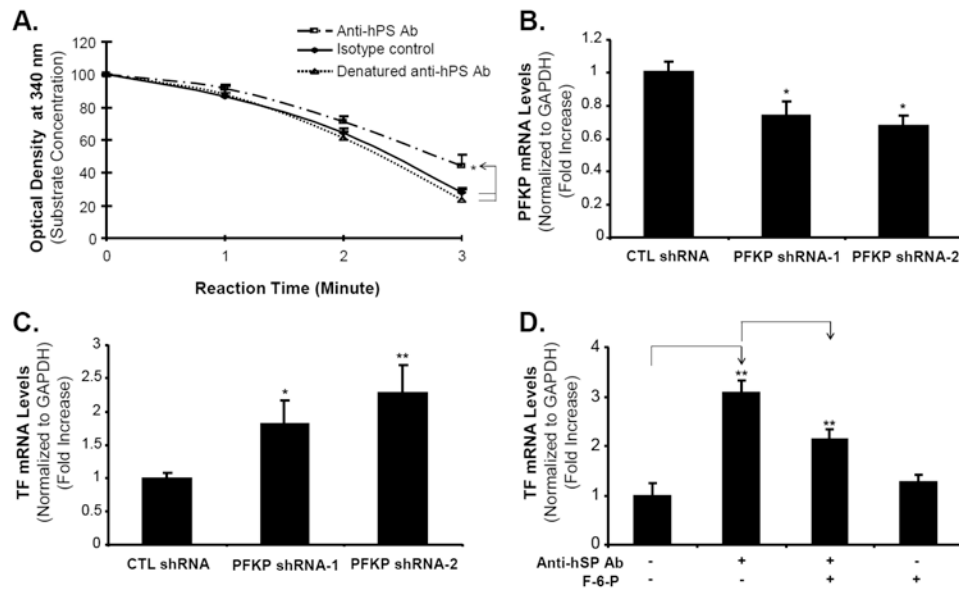 A.
Anti-hPS Ab
Isotype control
Denatured anti-hPS Ab
Optical Density at 340 nm
(Substrate Concentration)
120
100
80
60
40
20
0
*
0 1 2 3
Reaction Time (Minute)
B.
PFKP mRNA Levels
(Normalized to GAPDH)
(Fold Increase)
1.2
1
0.8
0.6
0.4
0.2
0
*
*
CTL shRNA PFKP shRNA-1 PFKP shRNA-2
C.
TF mRNA Levels
(Normalized to GAPDH)
(Fold Increase)
3
2.5
2
1.5
1
0.5
0
*
**
CTL shRNA PFKP shRNA-1 PFKP shRNA-2
D.
TF mRNA Levels
(Normalized to GAPDH)
(Fold Increase)
4
3
2
1
0
**
**
Anti-hSP Ab - + + -
F-6-P - - + +